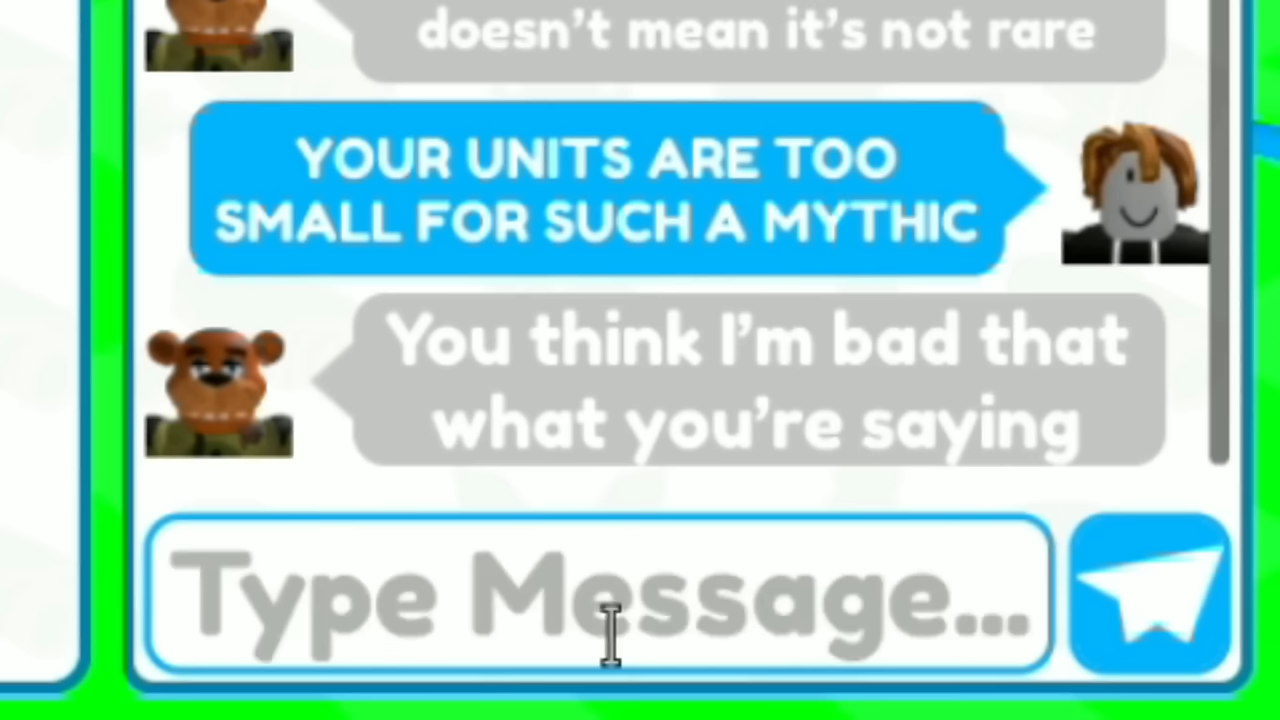 doesn't mean it's not rare
YOUR UNITS ARE TOO
SMALL FOR SUCH A MYTHIC
You think I'm bad that
what you're saying
Type Message...